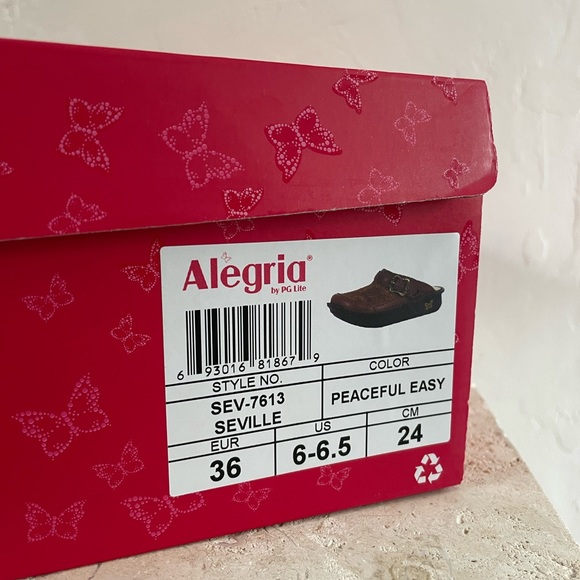 Alegria®
by PG Lite
6 93016 81867 9
STYLE NO.
SEV-7613
SEVILLE
COLOR
PEACEFUL EASY
EUR
36
US
6-6.5
CM
24